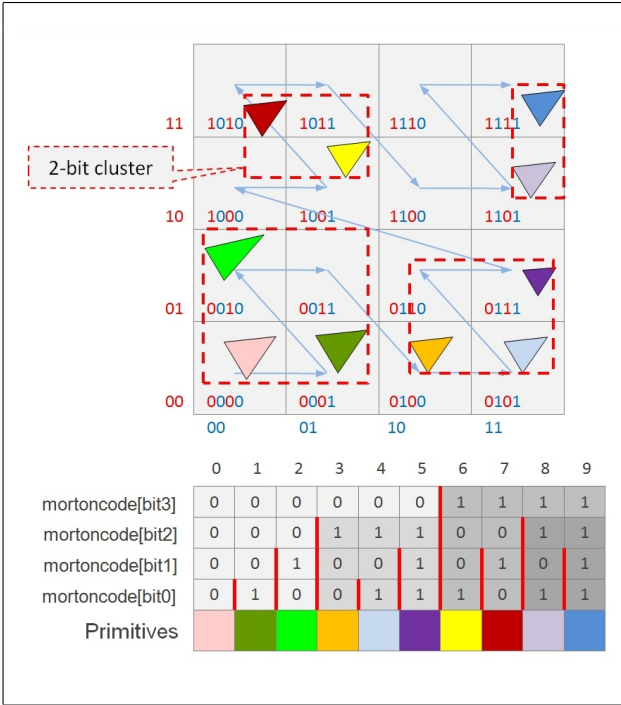 11 1010 1011 1110 1111
2-bit cluster
10 1000 1001 1100 1101
01 0010 0011 0110 0111
00 0000 0001 0100 0101
00 01 10 11
0 1 2 3 4 5 6 7 8 9
mortoncode[bit3] 0 0 0 0 0 0 1 1 1 1
mortoncode[bit2] 0 0 0 1 1 1 0 0 1 1
mortoncode[bit1] 0 0 1 0 0 1 0 1 0 1
mortoncode[bit0] 0 1 0 0 1 1 1 0 1 1
Primitives